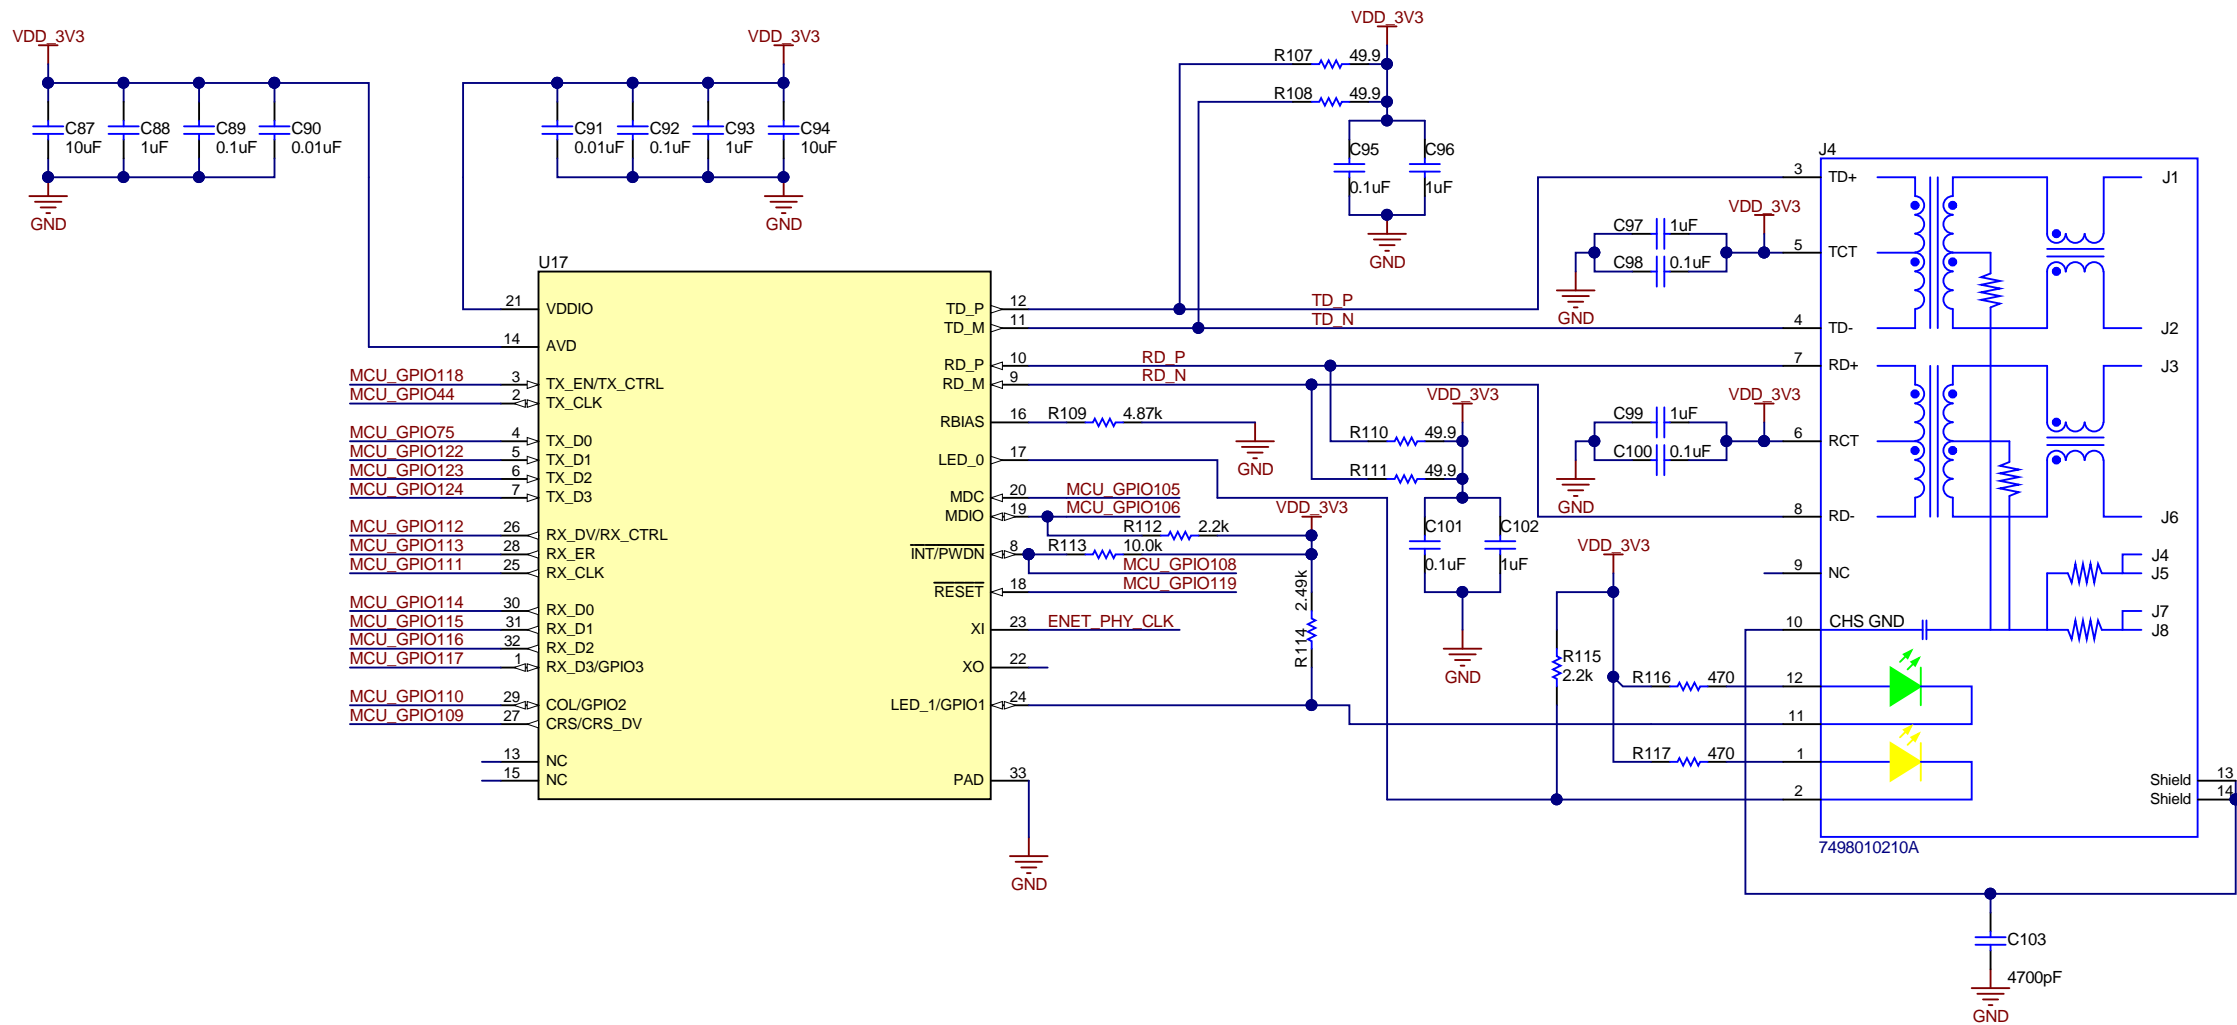 VDD_3V3
VDD_3V3
C87
10uF
C88
1uF
C89
0.1uF
C90
0.01uF
GND
C91
0.01uF
C92
0.1uF
C93
1uF
C94
10uF
GND
VDD_3V3
R107 49.9
R108 49.9
C95
0.1uF
C96
1uF
GND
U17
21 VDDIO
14 AVD
MCU_GPIO118 3 TX_EN/TX_CTRL
MCU_GPIO44 2 TX_CLK
MCU_GPIO75 4 TX_D0
MCU_GPIO122 5 TX_D1
MCU_GPIO123 6 TX_D2
MCU_GPIO124 7 TX_D3
MCU_GPIO112 26 RX_DV/RX_CTRL
MCU_GPIO113 28 RX_ER
MCU_GPIO111 25 RX_CLK
MCU_GPIO114 30 RX_D0
MCU_GPIO115 31 RX_D1
MCU_GPIO116 32 RX_D2
MCU_GPIO117 1 RX_D3/GPIO3
MCU_GPIO110 29 COL/GPIO2
MCU_GPIO109 27 CRS/CRS_DV
13 NC
15 NC
TD_P 12 TD_P
TD_M 11 TD_N
RD_P 10 RD_P
RD_M 9 RD_N
RBIAS 16 R109 4.87k
GND
LED_0 17
MDC 20 MCU_GPIO105
MDIO 19 MCU_GPIO106
R112 2.2k
VDD_3V3
INT/PWDN 8 R113 10.0k
MCU_GPIO108
RESET 18 MCU_GPIO119
XI 23 ENET_PHY_CLK
XO 22
LED_1/GPIO1 24
R114 2.49k
PAD 33
GND
VDD_3V3
R110 49.9
R111 49.9
C101
0.1uF
C102
1uF
GND
C97 1uF
C98 0.1uF
VDD_3V3
GND
C99 1uF
C100 0.1uF
VDD_3V3
GND
VDD_3V3
R115
2.2k
R116 470
R117 470
J4
3 TD+ J1
5 TCT
4 TD- J2
7 RD+ J3
6 RCT
8 RD- J6
J4
9 NC J5
J7
10 CHS GND J8
12
11
1
2
Shield 13
Shield 14
7498010210A
C103
4700pF
GND